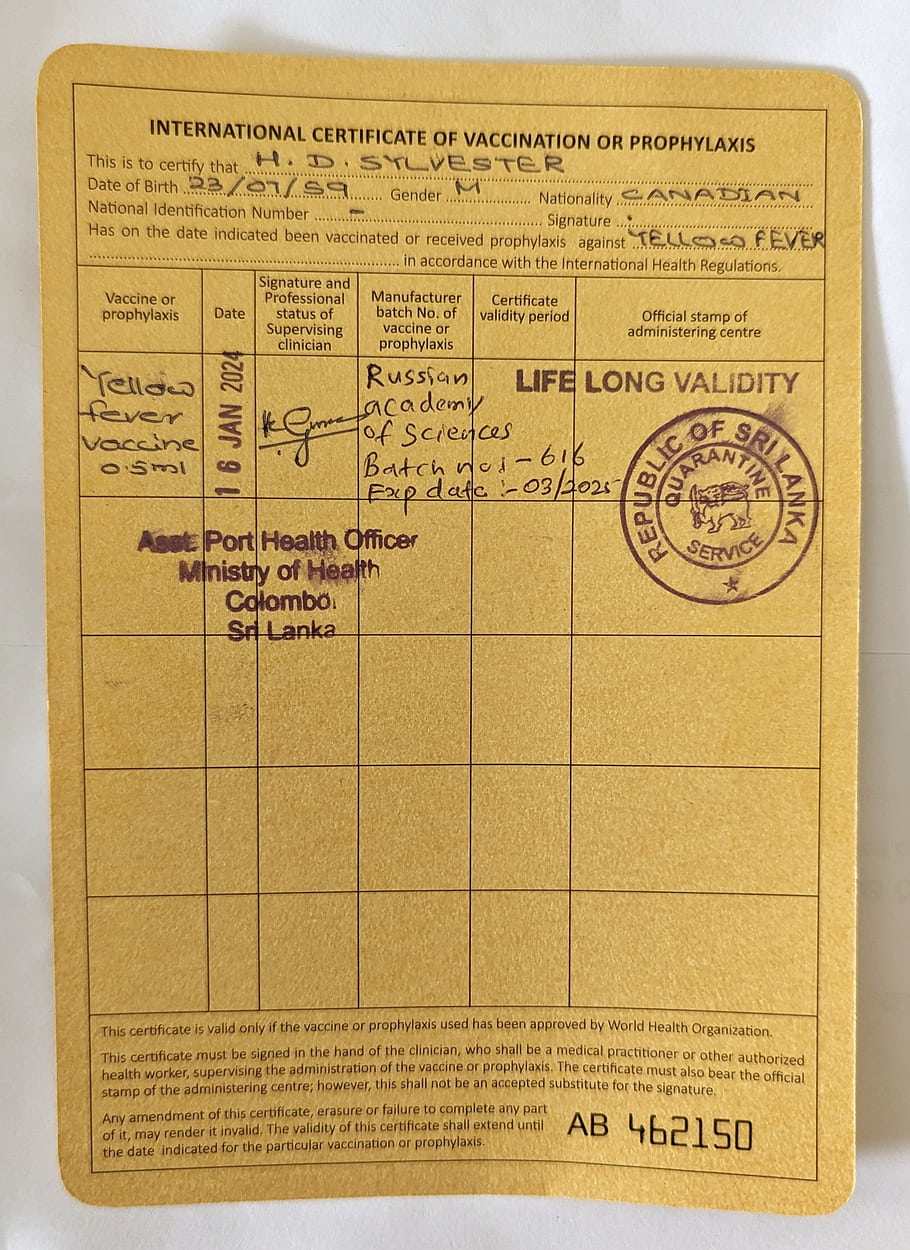 INTERNATIONAL CERTIFICATE OF VACCINATION OR PROPHYLAXIS
This is to certify that H. D. SYLVESTER
Date of Birth 23/07/59 Gender M Nationality CANADIAN
National Identification Number - Signature
Has on the date indicated been vaccinated or received prophylaxis against YELLOW FEVER
in accordance with the International Health Regulations.
Vaccine or
prophylaxis
Date
Signature and
Professional
status of
Supervising
clinician
Manufacturer
batch No. of
vaccine or
prophylaxis
Certificate
validity period
Official stamp of
administering centre
Yellow
fever
vaccine
0.5ml
16 JAN 2024
Russian
academy
of Sciences
Batch no:-616
Exp date:-03/2025
LIFE LONG VALIDITY
REPUBLIC OF SRI LANKA
QUARANTINE
SERVICE
Asst. Port Health Officer
Ministry of Health
Colombo.
Sri Lanka
This certificate is valid only if the vaccine or prophylaxis used has been approved by World Health Organization.
This certificate must be signed in the hand of the clinician, who shall be a medical practitioner or other authorized
health worker, supervising the administration of the vaccine or prophylaxis. The certificate must also bear the official
stamp of the administering centre; however, this shall not be an accepted substitute for the signature.
Any amendment of this certificate, erasure or failure to complete any part
of it, may render it invalid. The validity of this certificate shall extend until
the date indicated for the particular vaccination or prophylaxis.
AB 462150